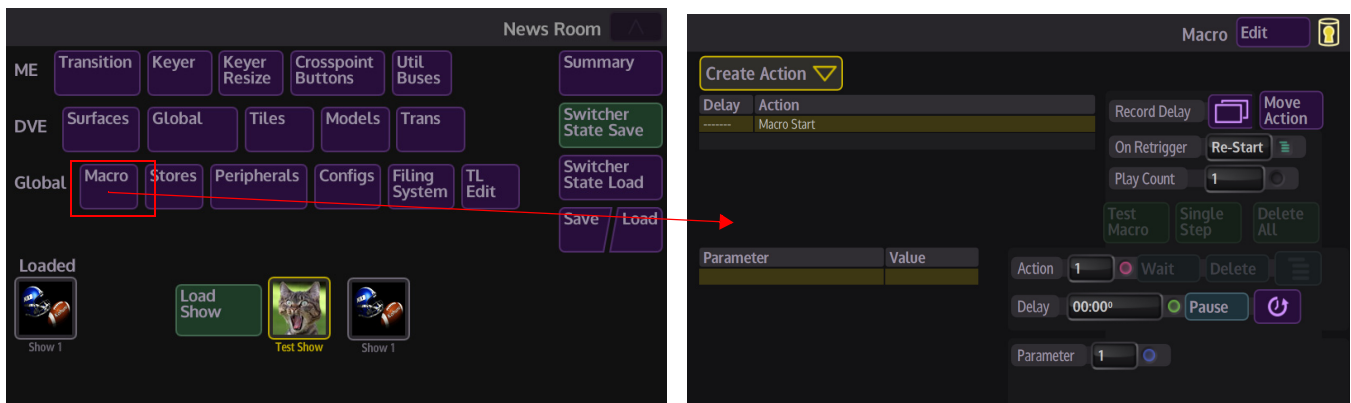 News Room
ME
Transition
Keyer
Keyer
Resize
Crosspoint
Buttons
Util
Buses
Summary
DVE
Surfaces
Global
Tiles
Models
Trans
Switcher
State Save
Global
Macro
Stores
Peripherals
Configs
Filing
System
TL
Edit
Switcher
State Load
Save
Load
Loaded
Load
Show
Show 1
Test Show
Show 1
Macro
Edit
Create Action
Delay
Action
-------
Macro Start
Record Delay
Move
Action
On Retrigger
Re-Start
Play Count
1
Test
Macro
Single
Step
Delete
All
Parameter
Value
Action
1
Wait
Delete
Delay
00:00⁰
Pause
Parameter
1